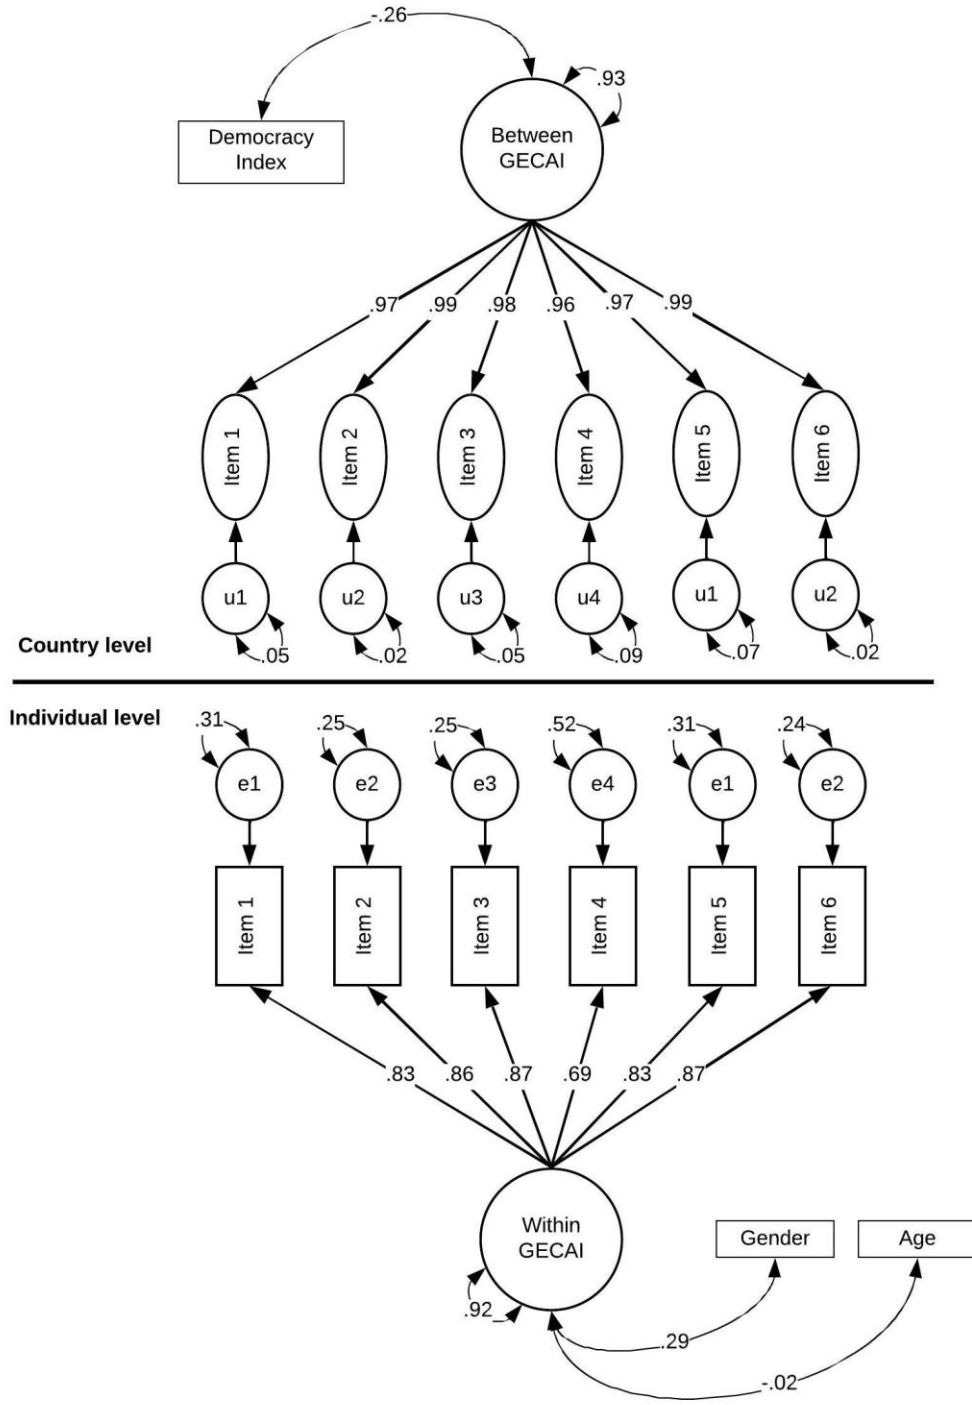 -.26
.93
Democracy
Index
Between
GECAI
.97 .99 .98 .96 .97 .99
Item 1 Item 2 Item 3 Item 4 Item 5 Item 6
u1 u2 u3 u4 u1 u2
.05 .02 .05 .09 .07 .02
Country level
Individual level
.31 .25 .25 .52 .31 .24
e1 e2 e3 e4 e1 e2
Item 1 Item 2 Item 3 Item 4 Item 5 Item 6
.83 .86 .87 .69 .83 .87
Within
GECAI
Gender Age
.92
.29
-.02